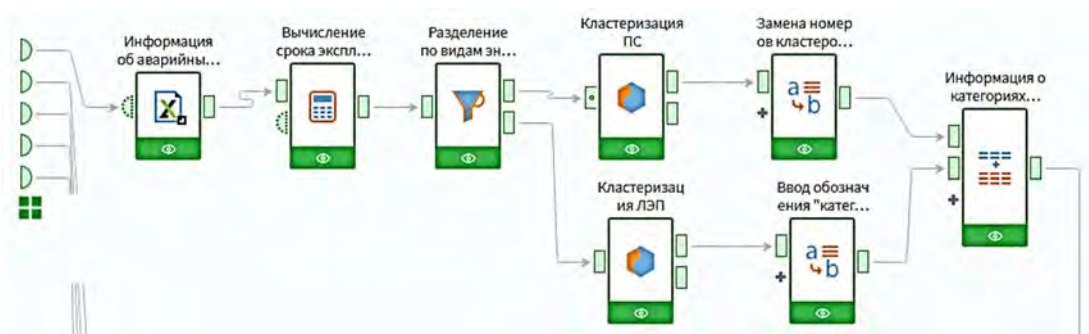 Информация
об аварийны...
Вычисление
срока экспл...
Разделение
по видам эн...
Кластеризация
ПС
Замена номер
ов кластеро...
Информация о
категориях...
Кластеризац
ия ЛЭП
Ввод обознач
ения "катег...
a
b
a
b